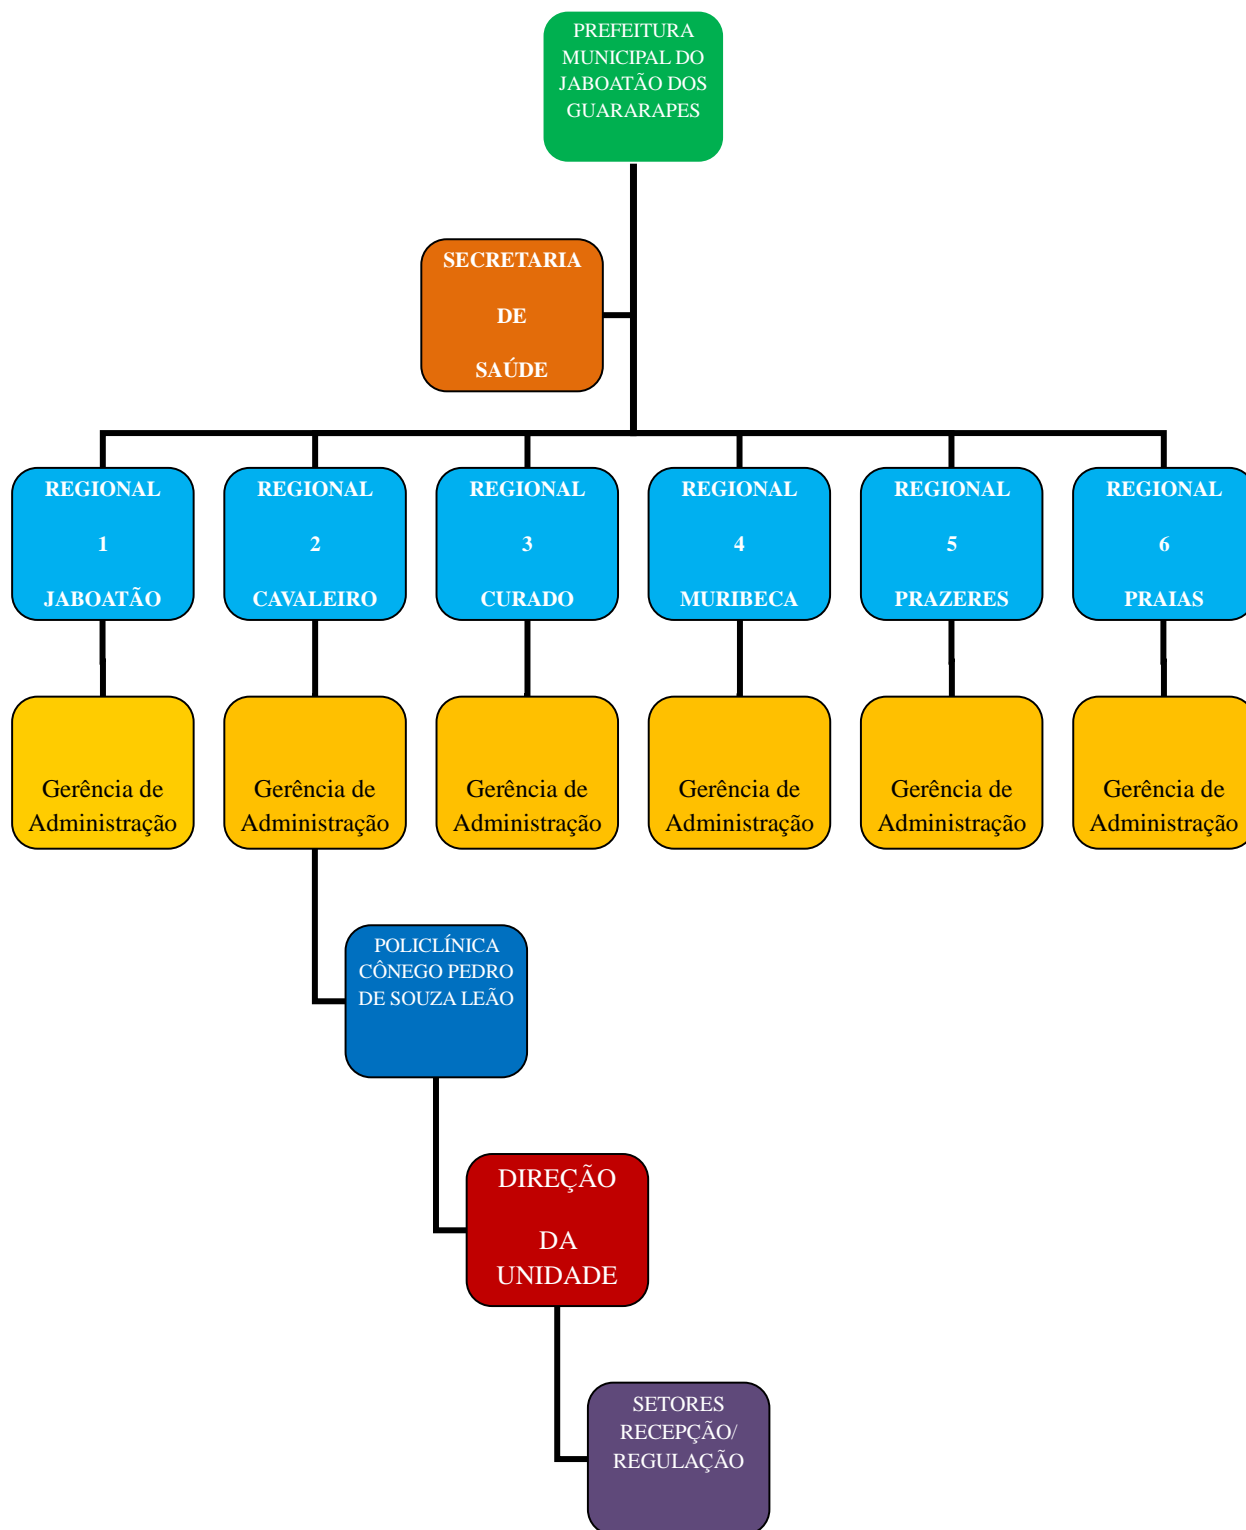 PREFEITURA
MUNICIPAL DO
JABOATÃO DOS
GUARARAPES
SECRETARIA
DE
SAÚDE
REGIONAL
1
JABOATÃO
REGIONAL
2
CAVALEIRO
REGIONAL
3
CURADO
REGIONAL
4
MURIBECA
REGIONAL
5
PRAZERES
REGIONAL
6
PRAIAS
Gerência de
Administração
Gerência de
Administração
Gerência de
Administração
Gerência de
Administração
Gerência de
Administração
Gerência de
Administração
POLICLÍNICA
CÔNEGO PEDRO
DE SOUZA LEÃO
DIREÇÃO
DA
UNIDADE
SETORES
RECEPÇÃO/
REGULAÇÃO